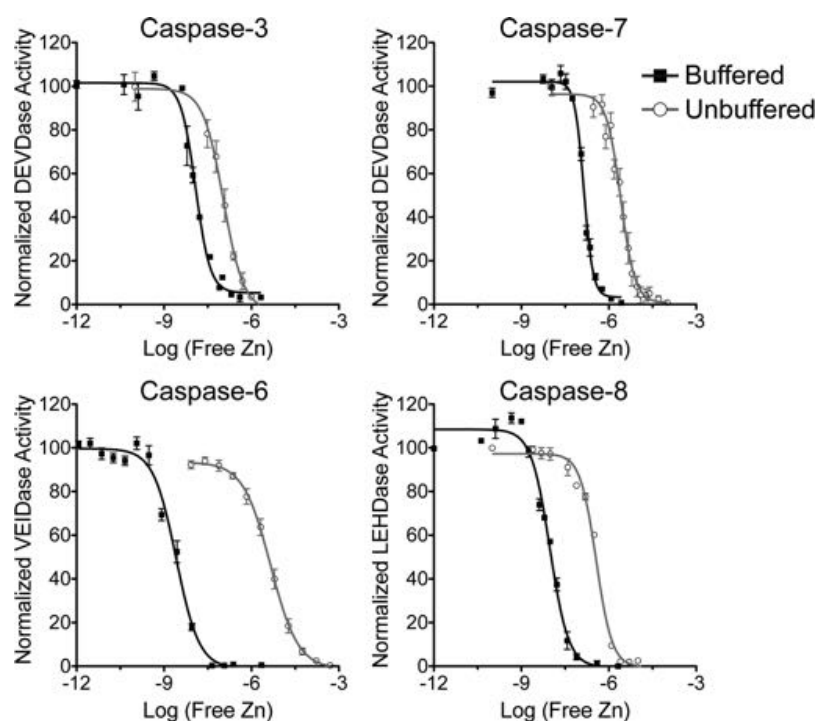 Caspase-3
Normalized DEVDase Activity
120
100
80
60
40
20
0
-12 -9 -6 -3
Log (Free Zn)
Caspase-7
Normalized DEVDase Activity
120
100
80
60
40
20
0
-12 -9 -6 -3
Log (Free Zn)
Buffered
Unbuffered
Caspase-6
Normalized VEIDase Activity
120
100
80
60
40
20
0
-12 -9 -6 -3
Log (Free Zn)
Caspase-8
Normalized LEHDase Activity
120
100
80
60
40
20
0
-12 -9 -6 -3
Log (Free Zn)